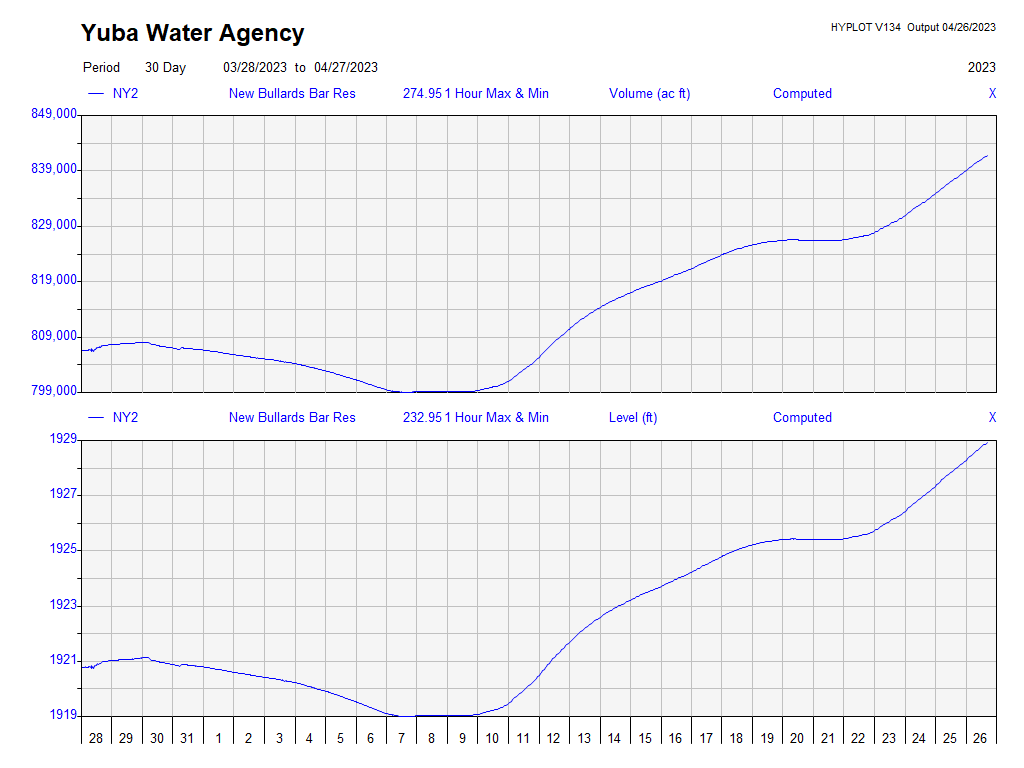 Yuba Water Agency
HYPLOT V134 Output 04/26/2023
Period 30 Day 03/28/2023 to 04/27/2023 2023
NY2 New Bullards Bar Res 274.95 1 Hour Max & Min Volume (ac ft) Computed X
849,000
839,000
829,000
819,000
809,000
799,000
NY2 New Bullards Bar Res 232.95 1 Hour Max & Min Level (ft) Computed X
1929
1927
1925
1923
1921
1919
28 29 30 31 1 2 3 4 5 6 7 8 9 10 11 12 13 14 15 16 17 18 19 20 21 22 23 24 25 26